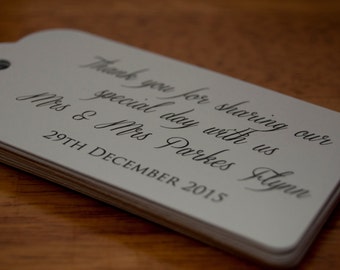 Thank you for sharing our
special day with us
Mrs & Mrs Parkes Flynn
29th December 2015